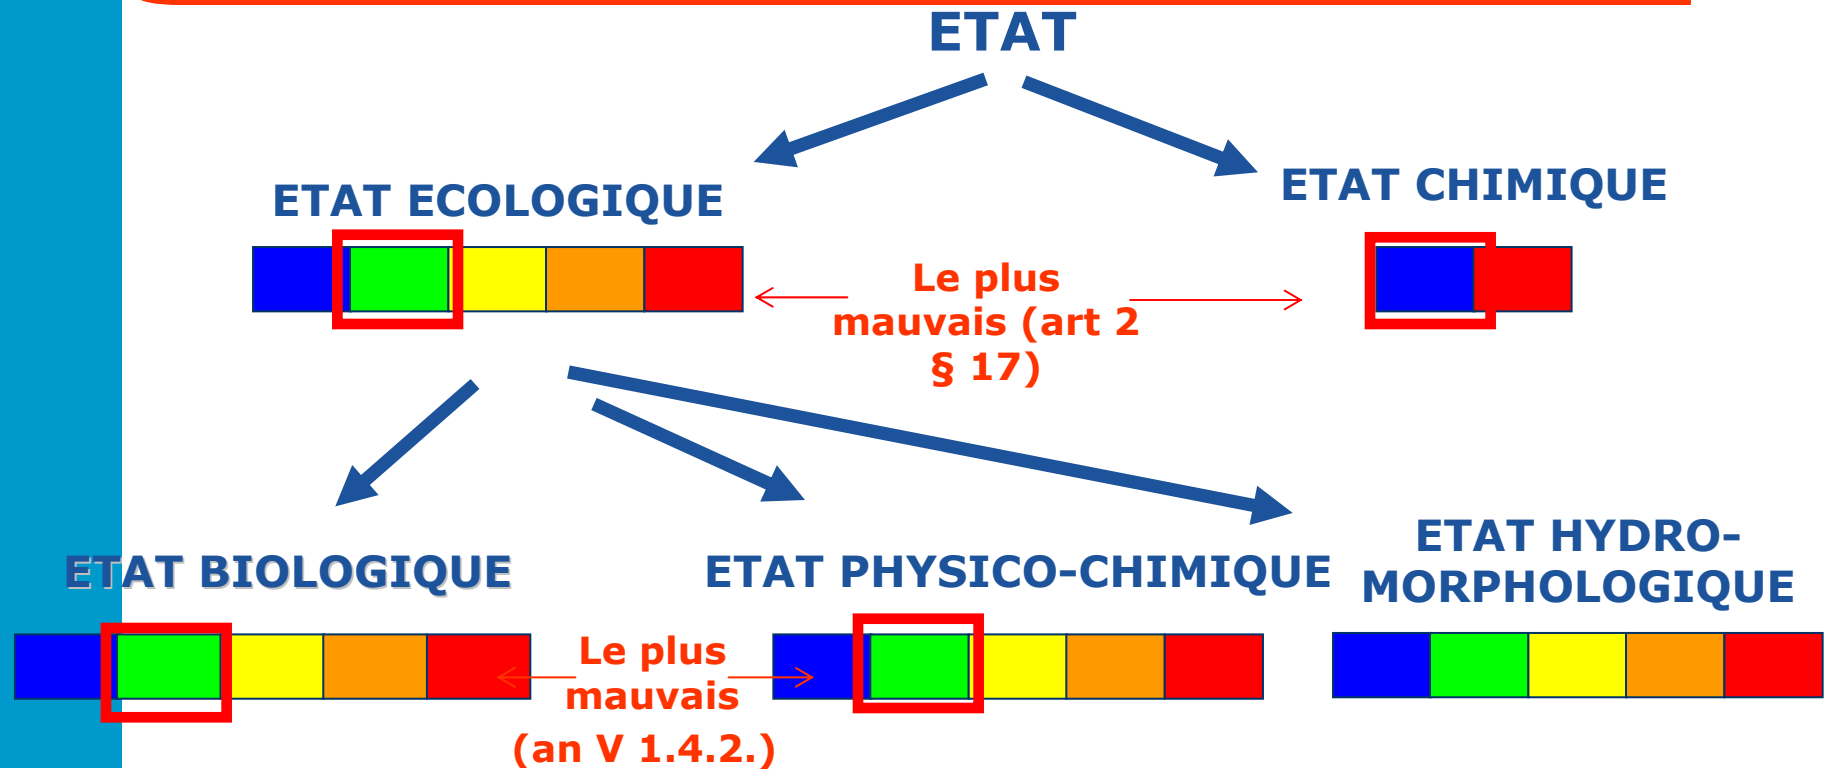 ETAT
ETAT ECOLOGIQUE
ETAT CHIMIQUE
Le plus
mauvais (art 2
§ 17)
ETAT BIOLOGIQUE
ETAT PHYSICO-CHIMIQUE
ETAT HYDRO-
MORPHOLOGIQUE
Le plus
mauvais
(an V 1.4.2.)